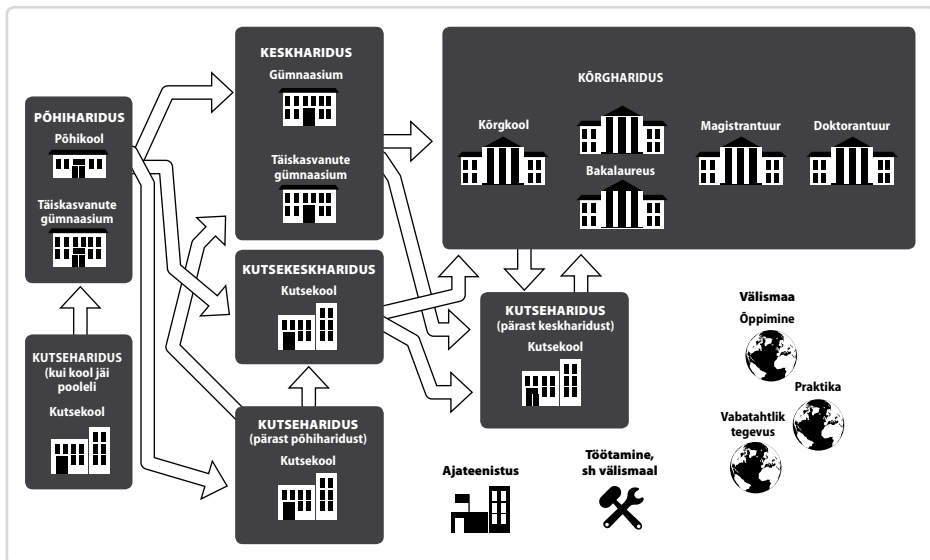 PÕHIHARIDUS
Põhikool
Täiskasvanute
gümnaasium
KUTSEHARIDUS
(kui kool jäi
pooleli
Kutsekool
KESKHARIDUS
Gümnaasium
Täiskasvanute
gümnaasium
KUTSEKESKHARIDUS
Kutsekool
KUTSEHARIDUS
(pärast põhiharidust)
Kutsekool
KÕRGHARIDUS
Kõrgkool
Bakalaureus
Magistrantuur
Doktorantuur
KUTSEHARIDUS
(pärast keskharidust)
Kutsekool
Ajateenistus
Töötamine,
sh välismaal
Välismaa
Õppimine
Praktika
Vabatahtlik
tegevus